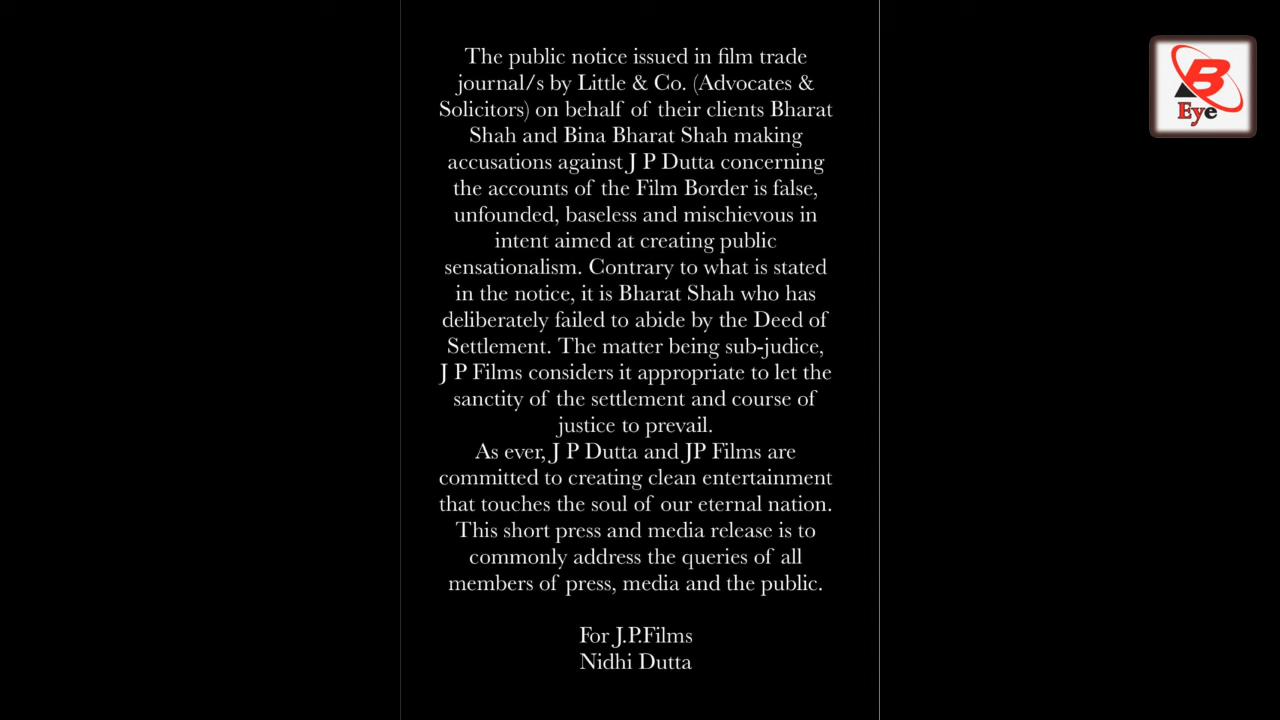 The public notice issued in film trade
journal/s by Little & Co. (Advocates &
Solicitors) on behalf of their clients Bharat
Shah and Bina Bharat Shah making
accusations against J P Dutta concerning
the accounts of the Film Border is false,
unfounded, baseless and mischievous in
intent aimed at creating public
sensationalism. Contrary to what is stated
in the notice, it is Bharat Shah who has
deliberately failed to abide by the Deed of
Settlement. The matter being sub-judice,
J P Films considers it appropriate to let the
sanctity of the settlement and course of
justice to prevail.
As ever, J P Dutta and JP Films are
committed to creating clean entertainment
that touches the soul of our eternal nation.
This short press and media release is to
commonly address the queries of all
members of press, media and the public.
For J.P.Films
Nidhi Dutta
B
Eye